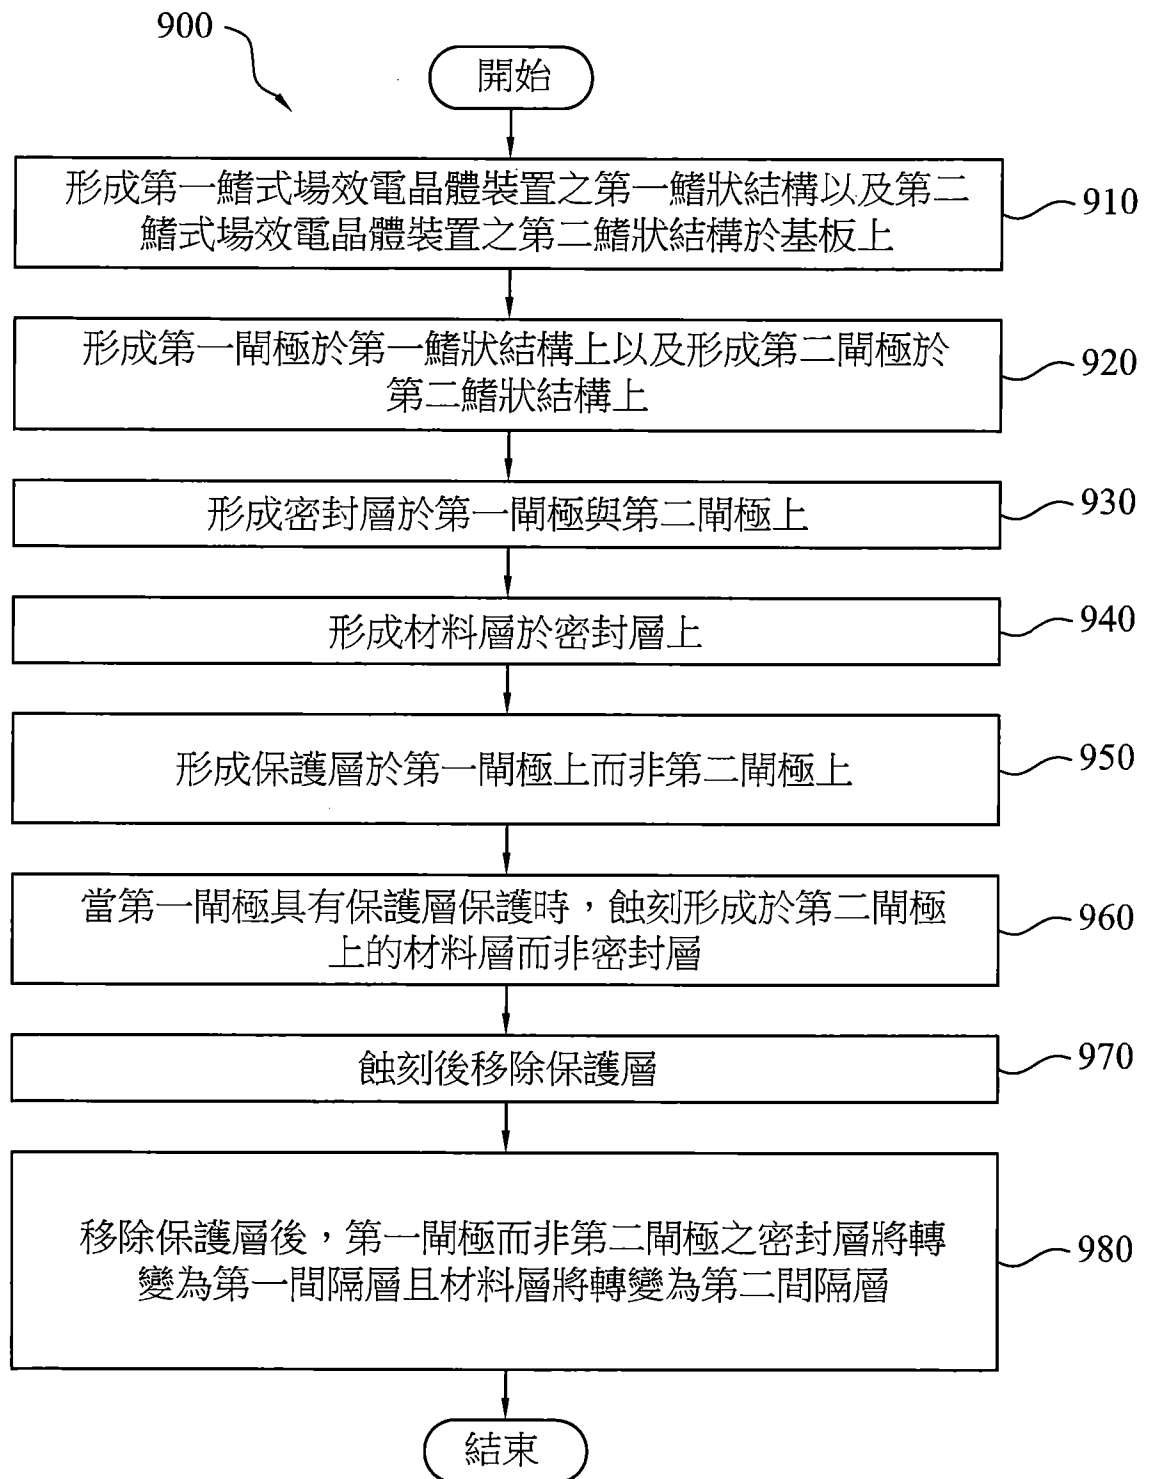 900
開始
形成第一鰭式場效電晶體裝置之第一鰭狀結構以及第二
鰭式場效電晶體裝置之第二鰭狀結構於基板上
910
形成第一閘極於第一鰭狀結構上以及形成第二閘極於
第二鰭狀結構上
920
形成密封層於第一閘極與第二閘極上
930
形成材料層於密封層上
940
形成保護層於第一閘極上而非第二閘極上
950
當第一閘極具有保護層保護時，蝕刻形成於第二閘極
上的材料層而非密封層
960
蝕刻後移除保護層
970
移除保護層後，第一閘極而非第二閘極之密封層將轉
變為第一間隔層且材料層將轉變為第二間隔層
980
結束